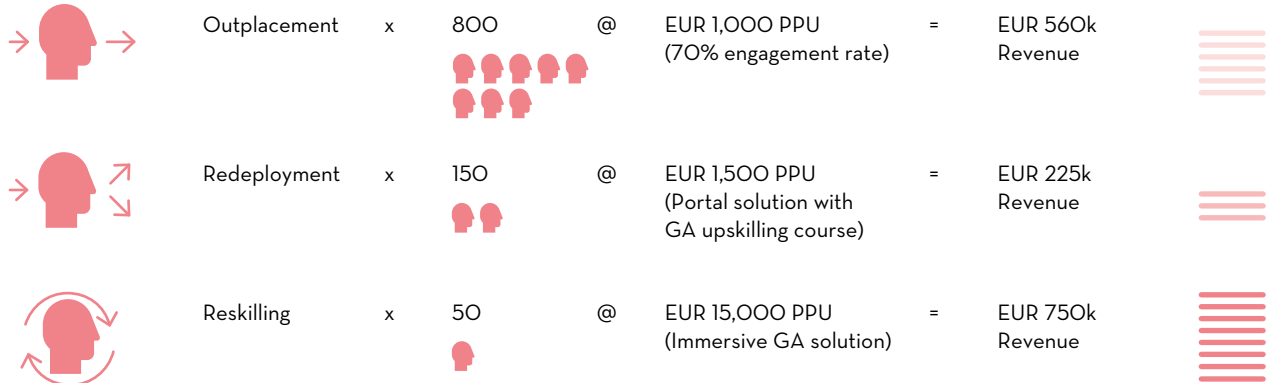 Outplacement x 800 @ EUR 1,000 PPU = EUR 560k
(70% engagement rate) Revenue
Redeployment x 150 @ EUR 1,500 PPU = EUR 225k
(Portal solution with Revenue
GA upskilling course)
Reskilling x 50 @ EUR 15,000 PPU = EUR 750k
(Immersive GA solution) Revenue